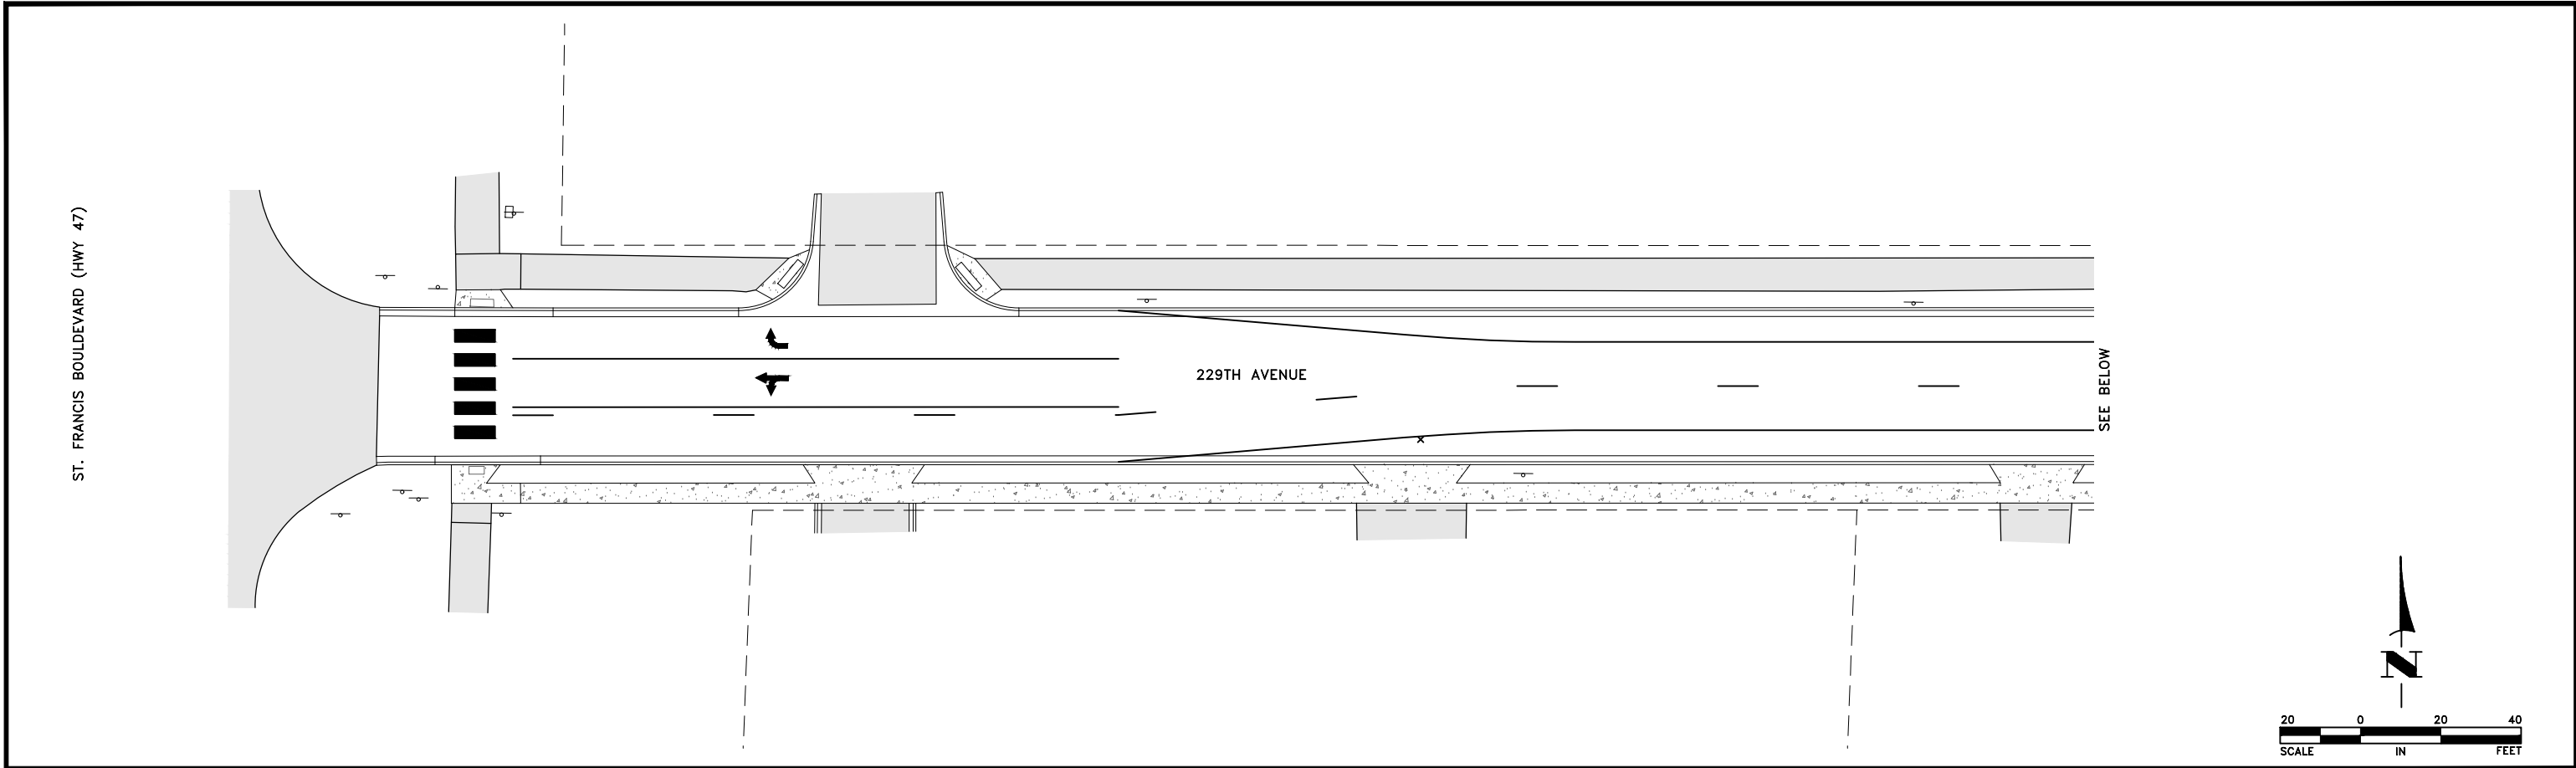 ST. FRANCIS BOULDEVARD (HWY 47)
229TH AVENUE
SEE BELOW
N
20 0 20 40
SCALE IN FEET